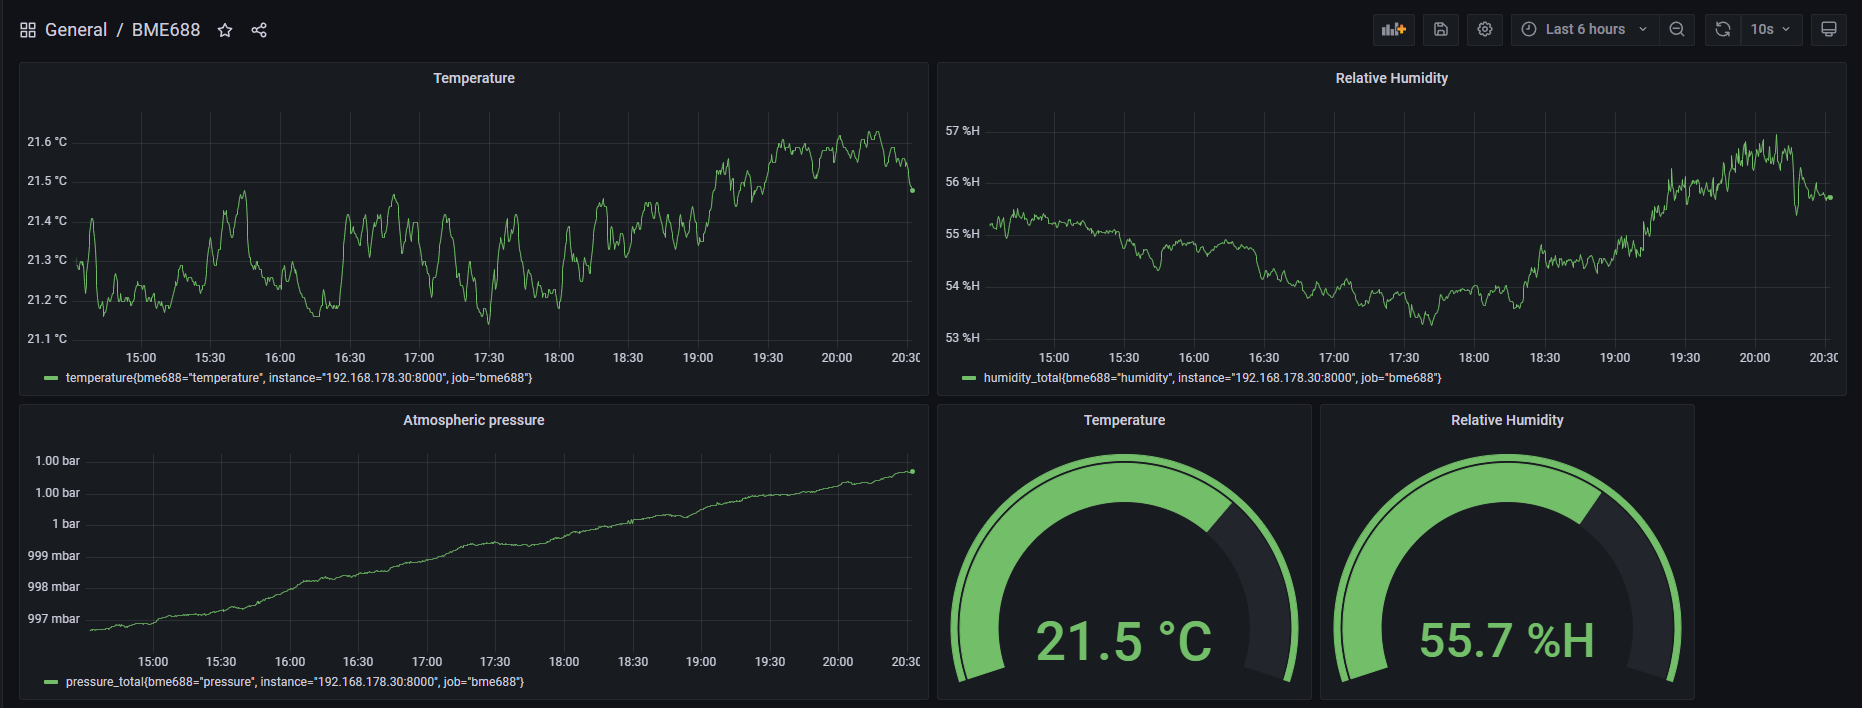 General / BME688
Last 6 hours
10s
Temperature
21.6 °C
21.5 °C
21.4 °C
21.3 °C
21.2 °C
21.1 °C
15:00 15:30 16:00 16:30 17:00 17:30 18:00 18:30 19:00 19:30 20:00 20:30
temperature{bme688="temperature", instance="192.168.178.30:8000", job="bme688"}
Relative Humidity
57 %H
56 %H
55 %H
54 %H
53 %H
15:00 15:30 16:00 16:30 17:00 17:30 18:00 18:30 19:00 19:30 20:00 20:30
humidity_total{bme688="humidity", instance="192.168.178.30:8000", job="bme688"}
Atmospheric pressure
1.00 bar
1.00 bar
1 bar
999 mbar
998 mbar
997 mbar
15:00 15:30 16:00 16:30 17:00 17:30 18:00 18:30 19:00 19:30 20:00 20:30
pressure_total{bme688="pressure", instance="192.168.178.30:8000", job="bme688"}
Temperature
21.5 °C
Relative Humidity
55.7 %H